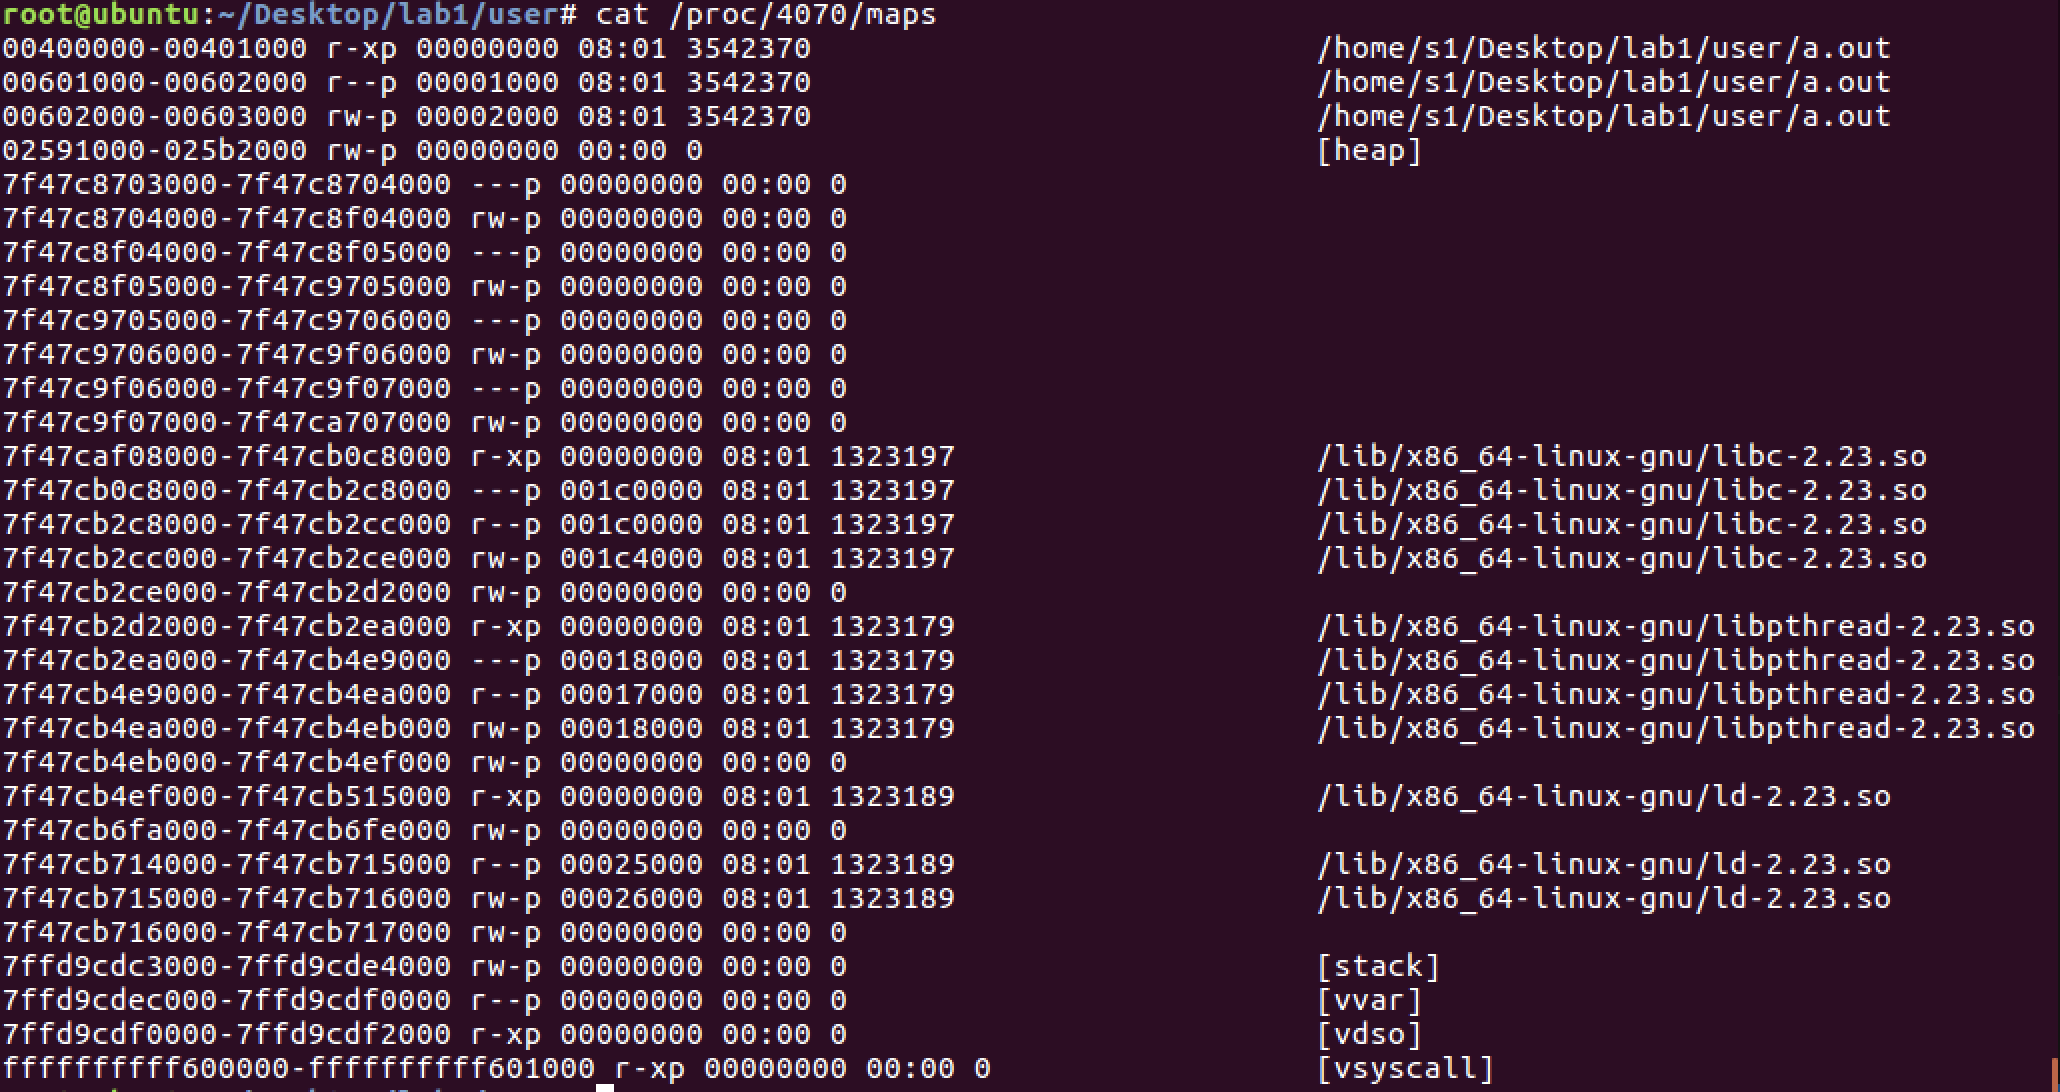 root@ubuntu:~/Desktop/lab1/user# cat /proc/4070/maps
00400000-00401000 r-xp 00000000 08:01 3542370 /home/s1/Desktop/lab1/user/a.out
00601000-00602000 r--p 00001000 08:01 3542370 /home/s1/Desktop/lab1/user/a.out
00602000-00603000 rw-p 00002000 08:01 3542370 /home/s1/Desktop/lab1/user/a.out
02591000-025b2000 rw-p 00000000 00:00 0 [heap]
7f47c8703000-7f47c8704000 ---p 00000000 00:00 0
7f47c8704000-7f47c8f04000 rw-p 00000000 00:00 0
7f47c8f04000-7f47c8f05000 ---p 00000000 00:00 0
7f47c8f05000-7f47c9705000 rw-p 00000000 00:00 0
7f47c9705000-7f47c9706000 ---p 00000000 00:00 0
7f47c9706000-7f47c9f06000 rw-p 00000000 00:00 0
7f47c9f06000-7f47c9f07000 ---p 00000000 00:00 0
7f47c9f07000-7f47ca707000 rw-p 00000000 00:00 0
7f47caf08000-7f47cb0c8000 r-xp 00000000 08:01 1323197 /lib/x86_64-linux-gnu/libc-2.23.so
7f47cb0c8000-7f47cb2c8000 ---p 001c0000 08:01 1323197 /lib/x86_64-linux-gnu/libc-2.23.so
7f47cb2c8000-7f47cb2cc000 r--p 001c0000 08:01 1323197 /lib/x86_64-linux-gnu/libc-2.23.so
7f47cb2cc000-7f47cb2ce000 rw-p 001c4000 08:01 1323197 /lib/x86_64-linux-gnu/libc-2.23.so
7f47cb2ce000-7f47cb2d2000 rw-p 00000000 00:00 0
7f47cb2d2000-7f47cb2ea000 r-xp 00000000 08:01 1323179 /lib/x86_64-linux-gnu/libpthread-2.23.so
7f47cb2ea000-7f47cb4e9000 ---p 00018000 08:01 1323179 /lib/x86_64-linux-gnu/libpthread-2.23.so
7f47cb4e9000-7f47cb4ea000 r--p 00017000 08:01 1323179 /lib/x86_64-linux-gnu/libpthread-2.23.so
7f47cb4ea000-7f47cb4eb000 rw-p 00018000 08:01 1323179 /lib/x86_64-linux-gnu/libpthread-2.23.so
7f47cb4eb000-7f47cb4ef000 rw-p 00000000 00:00 0
7f47cb4ef000-7f47cb515000 r-xp 00000000 08:01 1323189 /lib/x86_64-linux-gnu/ld-2.23.so
7f47cb6fa000-7f47cb6fe000 rw-p 00000000 00:00 0
7f47cb714000-7f47cb715000 r--p 00025000 08:01 1323189 /lib/x86_64-linux-gnu/ld-2.23.so
7f47cb715000-7f47cb716000 rw-p 00026000 08:01 1323189 /lib/x86_64-linux-gnu/ld-2.23.so
7f47cb716000-7f47cb717000 rw-p 00000000 00:00 0
7ffd9cdc3000-7ffd9cde4000 rw-p 00000000 00:00 0 [stack]
7ffd9cdec000-7ffd9cdf0000 r--p 00000000 00:00 0 [vvar]
7ffd9cdf0000-7ffd9cdf2000 r-xp 00000000 00:00 0 [vdso]
ffffffffff600000-ffffffffff601000 r-xp 00000000 00:00 0 [vsyscall]